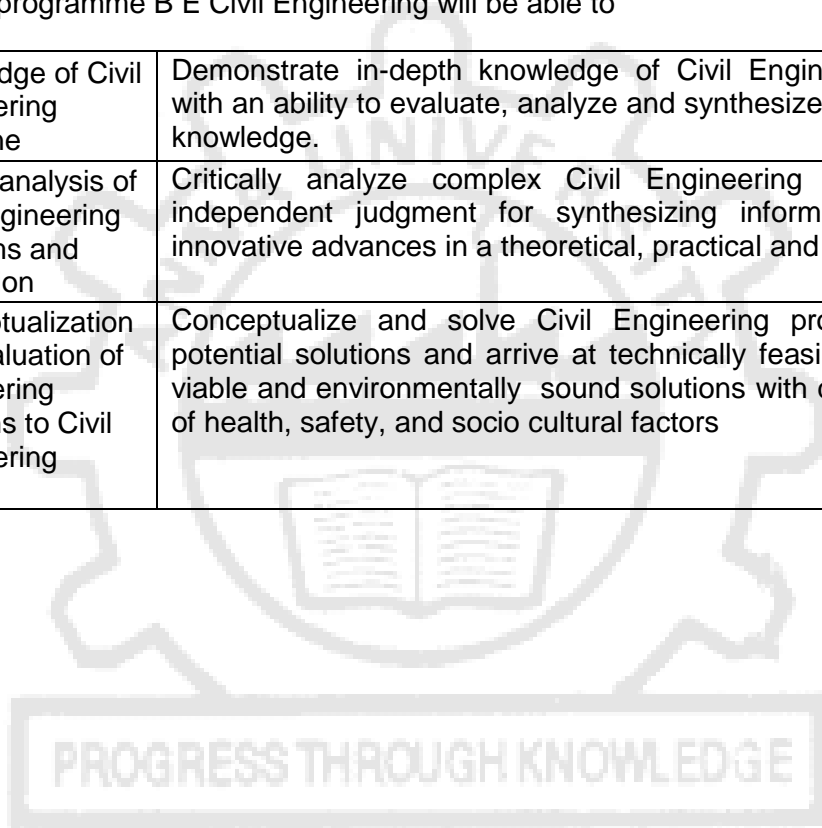 programme B E Civil Engineering will be able to
dge of Civil
ering
ne
Demonstrate in-depth knowledge of Civil Engin
with an ability to evaluate, analyze and synthesize
knowledge.
analysis of
gineering
ns and
on
Critically analyze complex Civil Engineering
independent judgment for synthesizing inform
innovative advances in a theoretical, practical and
ptualization
aluation of
ering
ns to Civil
ering
Conceptualize and solve Civil Engineering pro
potential solutions and arrive at technically feasi
viable and environmentally sound solutions with c
of health, safety, and socio cultural factors
ANNA UNIVERSITY
PROGRESS THROUGH KNOWLEDGE